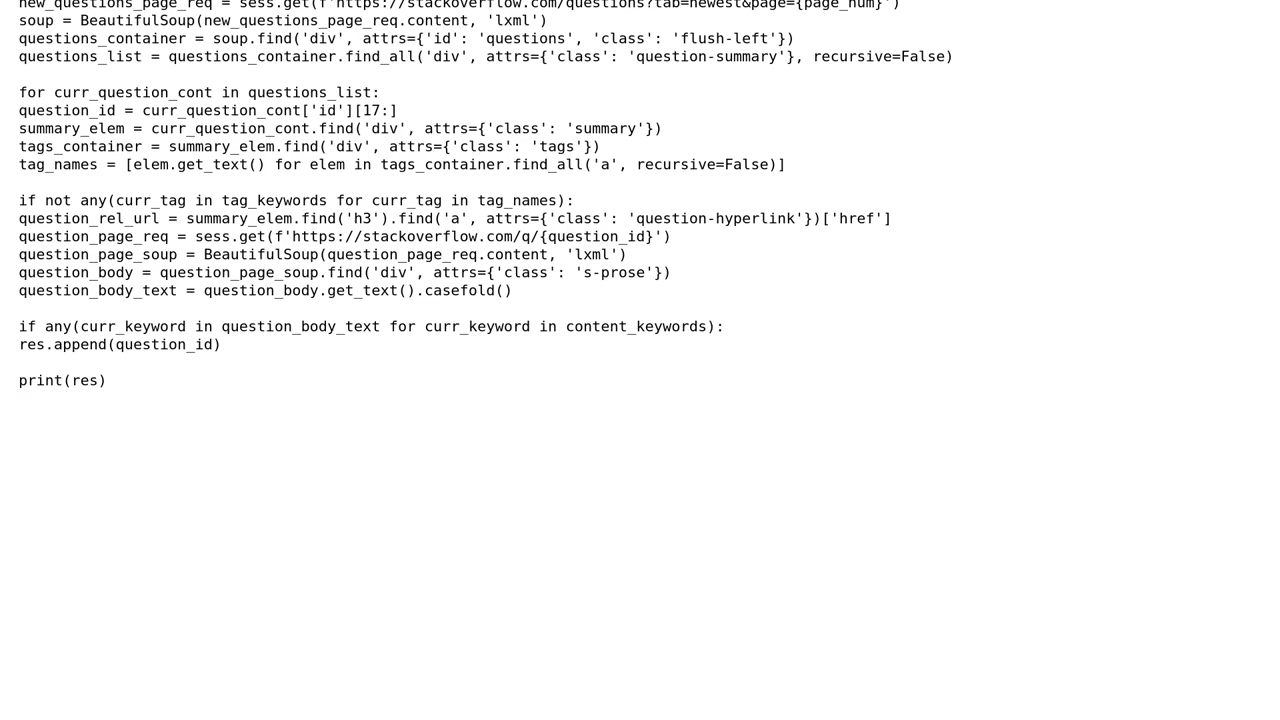 new_questions_page_req = sess.get(f'https://stackoverflow.com/questions?tab=newest&page={page_num}')
soup = BeautifulSoup(new_questions_page_req.content, 'lxml')
questions_container = soup.find('div', attrs={'id': 'questions', 'class': 'flush-left'})
questions_list = questions_container.find_all('div', attrs={'class': 'question-summary'}, recursive=False)
for curr_question_cont in questions_list:
question_id = curr_question_cont['id'][17:]
summary_elem = curr_question_cont.find('div', attrs={'class': 'summary'})
tags_container = summary_elem.find('div', attrs={'class': 'tags'})
tag_names = [elem.get_text() for elem in tags_container.find_all('a', recursive=False)]
if not any(curr_tag in tag_keywords for curr_tag in tag_names):
question_rel_url = summary_elem.find('h3').find('a', attrs={'class': 'question-hyperlink'})['href']
question_page_req = sess.get(f'https://stackoverflow.com/q/{question_id}')
question_page_soup = BeautifulSoup(question_page_req.content, 'lxml')
question_body = question_page_soup.find('div', attrs={'class': 's-prose'})
question_body_text = question_body.get_text().casefold()
if any(curr_keyword in question_body_text for curr_keyword in content_keywords):
res.append(question_id)
print(res)